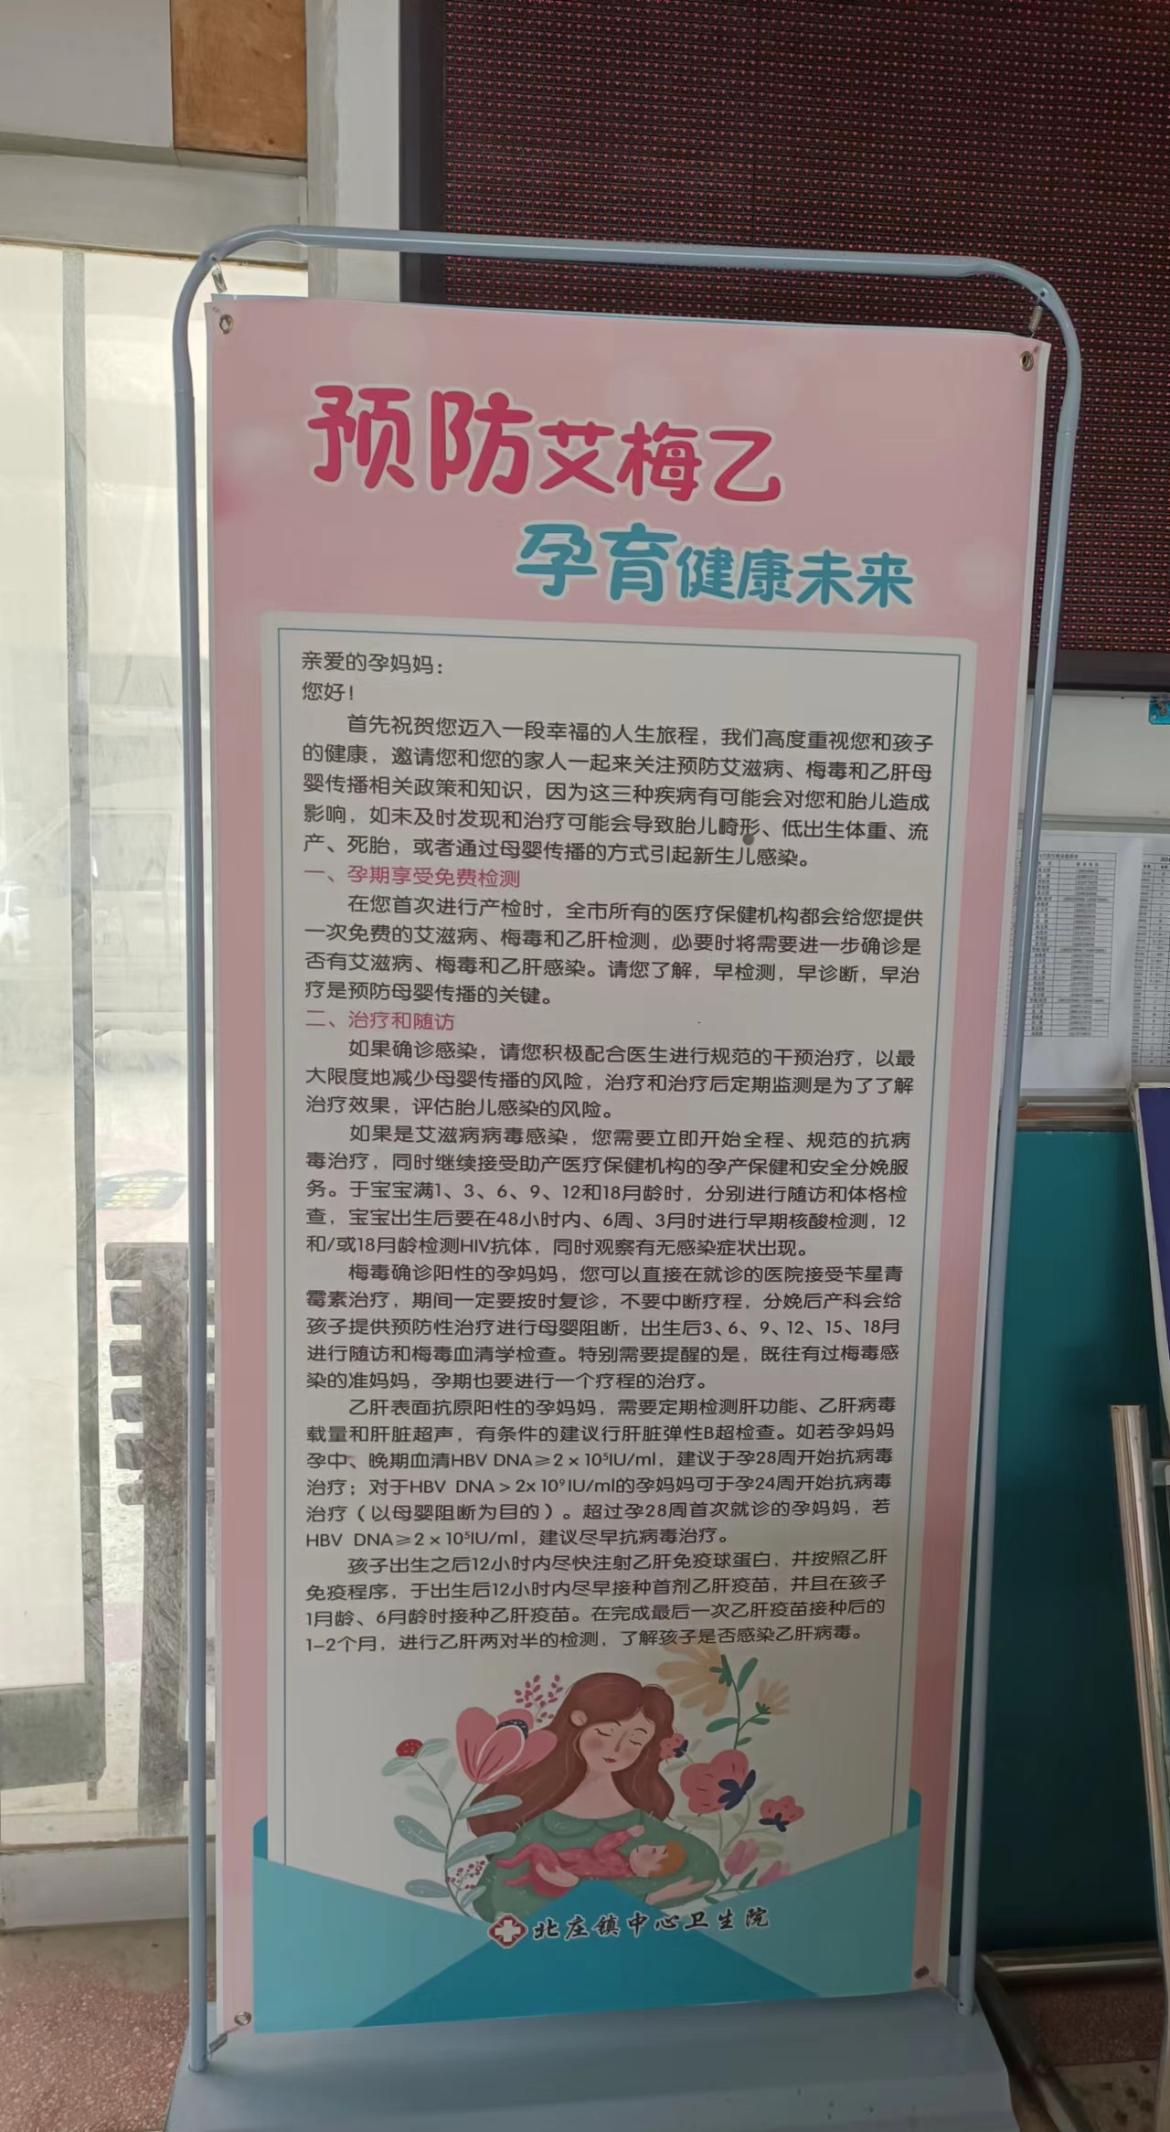 预防艾梅乙
孕育健康未来
亲爱的孕妈妈：
您好！
首先祝贺您迈入一段幸福的人生旅程，我们高度重视您和孩子
的健康，邀请您和您的家人一起来关注预防艾滋病、梅毒和乙肝母
婴传播相关政策和知识，因为这三种疾病有可能会对您和胎儿造成
影响，如未及时发现和治疗可能会导致胎儿畸形、低出生体重、流
产、死胎，或者通过母婴传播的方式引起新生儿感染。
一、孕期享受免费检测
在您首次进行产检时，全市所有的医疗保健机构都会给您提供
一次免费的艾滋病、梅毒和乙肝检测，必要时将需要进一步确诊是
否有艾滋病、梅毒和乙肝感染。请您了解，早检测，早诊断，早治
疗是预防母婴传播的关键。
二、治疗和随访
如果确诊感染，请您积极配合医生进行规范的干预治疗，以最
大限度地减少母婴传播的风险，治疗和治疗后定期监测是为了了解
治疗效果，评估胎儿感染的风险。
如果是艾滋病病毒感染，您需要立即开始全程、规范的抗病
毒治疗，同时继续接受助产医疗保健机构的孕产保健和安全分娩服
务。于宝宝满1、3、6、9、12和18月龄时，分别进行随访和体格检
查，宝宝出生后要在48小时内、6周、3月时进行早期核酸检测，12
和/或18月龄检测HIV抗体，同时观察有无感染症状出现。
梅毒确诊阳性的孕妈妈，您可以直接在就诊的医院接受苄星青
霉素治疗，期间一定要按时复诊，不要中断疗程，分娩后产科会给
孩子提供预防性治疗进行母婴阻断，出生后3、6、9、12、15、18月
进行随访和梅毒血清学检查。特别需要提醒的是，既往有过梅毒感
染的准妈妈，孕期也要进行一个疗程的治疗。
乙肝表面抗原阳性的孕妈妈，需要定期检测肝功能、乙肝病毒
载量和肝脏超声，有条件的建议行肝脏弹性B超检查。如若孕妈妈
孕中、晚期血清HBV DNA≥2×10⁵IU/ml，建议于孕28周开始抗病毒
治疗；对于HBV DNA＞2×10⁹IU/ml的孕妈妈可于孕24周开始抗病毒
治疗（以母婴阻断为目的）。超过孕28周首次就诊的孕妈妈，若
HBV DNA≥2×10⁵IU/ml，建议尽早抗病毒治疗。
孩子出生之后12小时内尽快注射乙肝免疫球蛋白，并按照乙肝
免疫程序，于出生后12小时内尽早接种首剂乙肝疫苗，并且在孩子
1月龄、6月龄时接种乙肝疫苗。在完成最后一次乙肝疫苗接种后的
1-2个月，进行乙肝两对半的检测，了解孩子是否感染乙肝病毒。
北庄镇中心卫生院